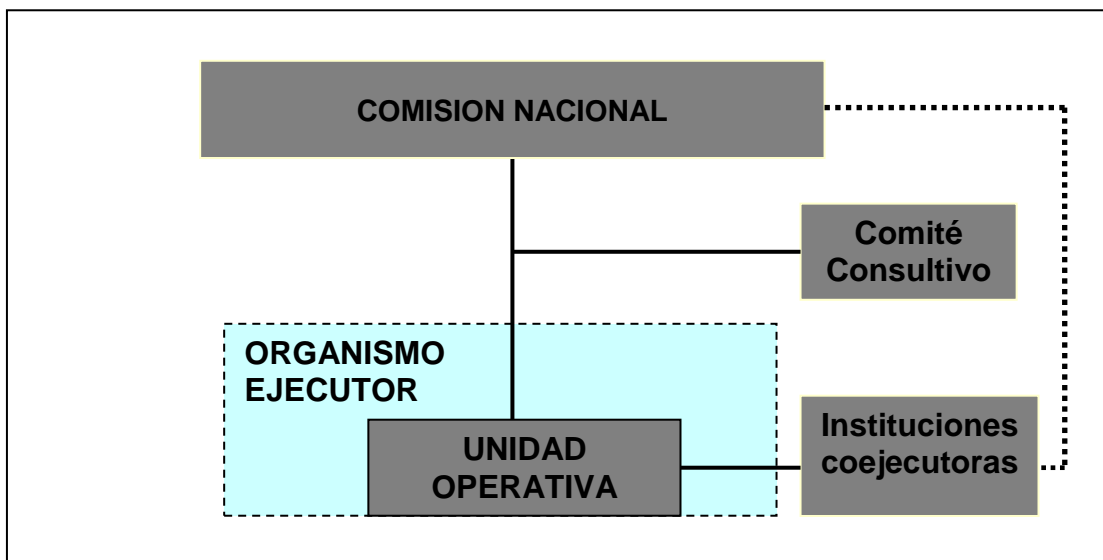 COMISION NACIONAL
Comité
Consultivo
ORGANISMO
EJECUTOR
UNIDAD
OPERATIVA
Instituciones
coejecutoras